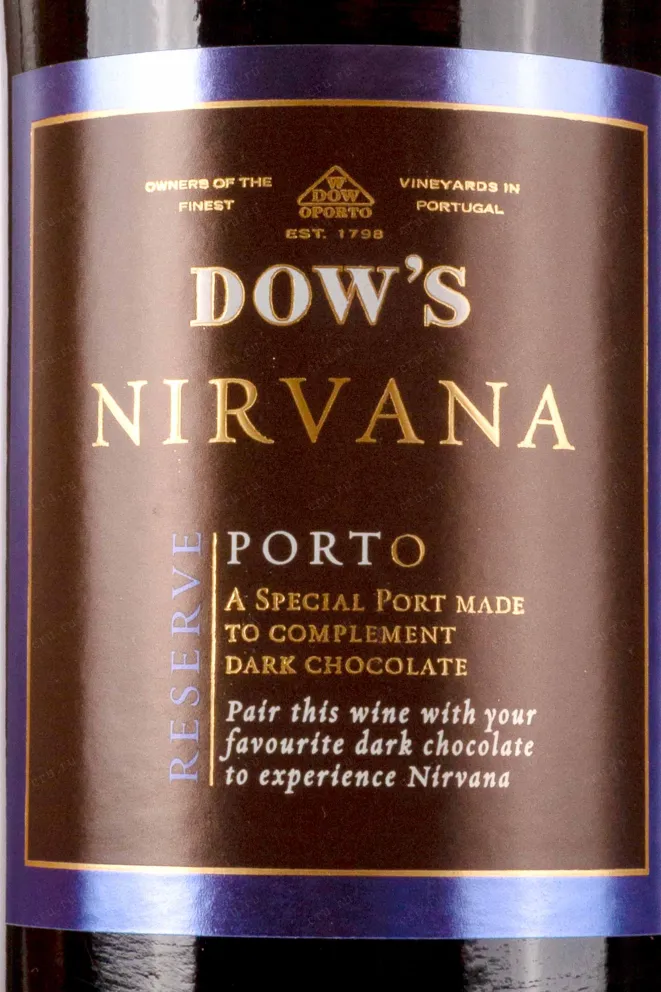 OWNERS OF THE
FINEST
W
DOW
OPORTO
VINEYARDS IN
PORTUGAL
EST. 1798
DOW'S
NIRVANA
RESERVE
PORTO
A SPECIAL PORT MADE
TO COMPLEMENT
DARK CHOCOLATE
Pair this wine with your
favourite dark chocolate
to experience Nirvana